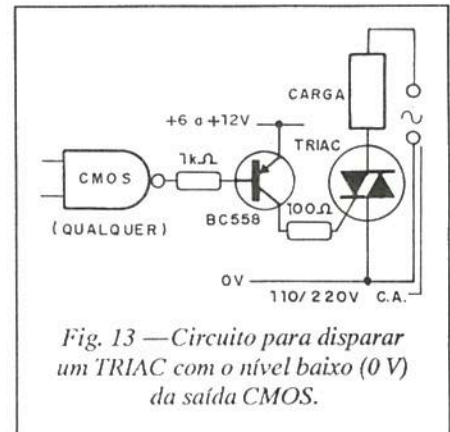 CARGA
+6 a +12V
TRIAC
1kΩ
CMOS
BC558
100Ω
(QUALQUER)
0V
110/220V C.A.
Fig. 13 — Circuito para disparar
um TRIAC com o nível baixo (0 V)
da saída CMOS.